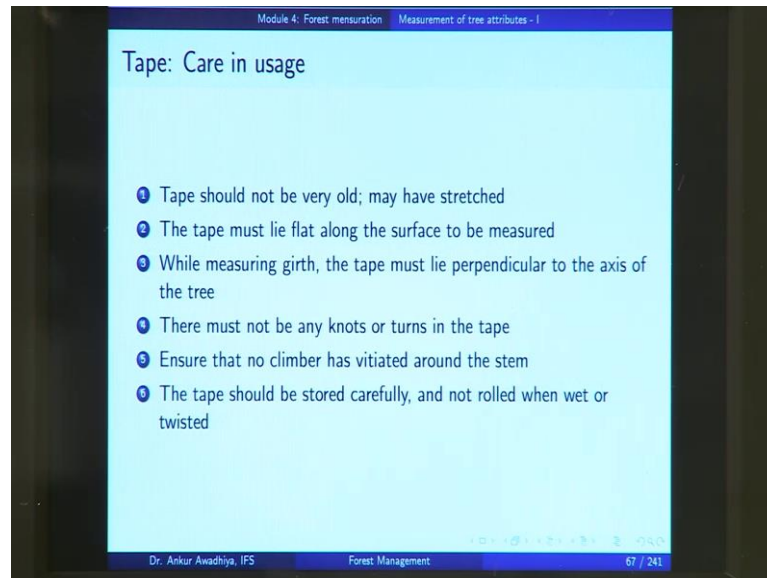 Module 4: Forest mensuration Measurement of tree attributes - I
Tape: Care in usage
1 Tape should not be very old; may have stretched
2 The tape must lie flat along the surface to be measured
3 While measuring girth, the tape must lie perpendicular to the axis of
the tree
4 There must not be any knots or turns in the tape
5 Ensure that no climber has vitiated around the stem
6 The tape should be stored carefully, and not rolled when wet or
twisted
Dr. Ankur Awadhiya, IFS Forest Management 67 / 241